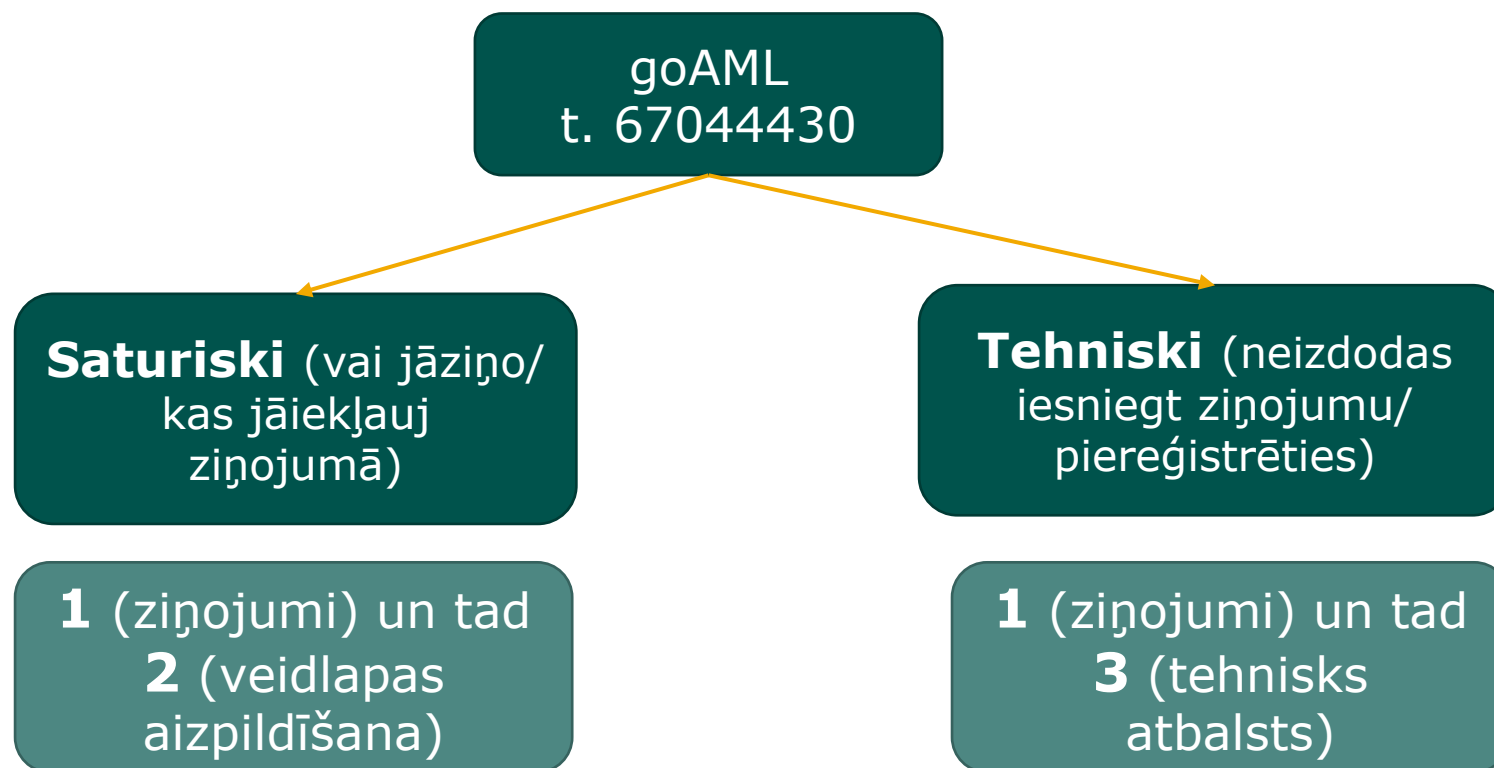 goAML
t. 67044430
Saturiski (vai jāziņo/
kas jāiekļauj
ziņojumā)
Tehniski (neizdodas
iesniegt ziņojumu/
piereģistrēties)
1 (ziņojumi) un tad
2 (veidlapas
aizpildīšana)
1 (ziņojumi) un tad
3 (tehnisks
atbalsts)